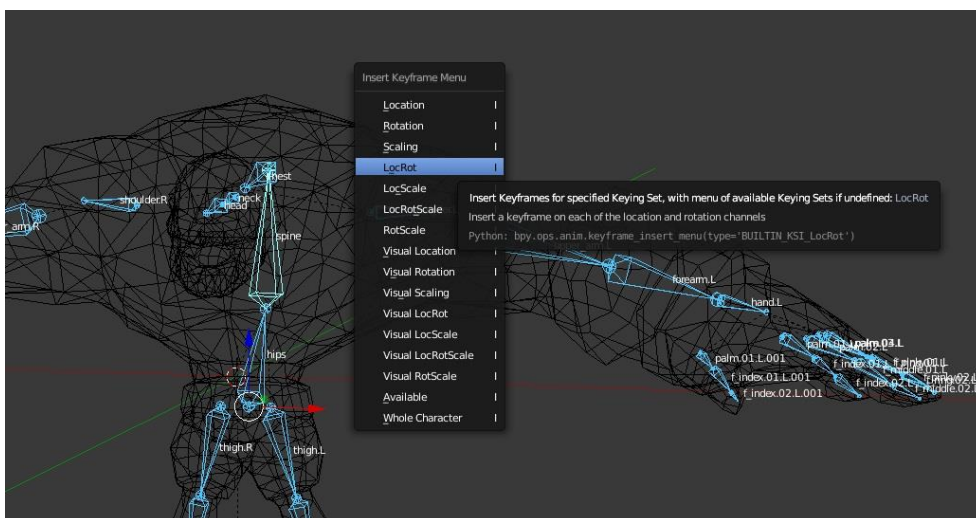 Insert Keyframe Menu
Location I
Rotation I
Scaling I
LocRot I
LocScale
LocRotScale
RotScale
Visual Location
Visual Rotation I
Visual Scaling I
Visual LocRot I
Visual LocScale I
Visual LocRotScale I
Visual RotScale I
Available I
Whole Character I
Insert Keyframes for specified Keying Set, with menu of available Keying Sets if undefined: LocRot
Insert a keyframe on each of the location and rotation channels
Python: bpy.ops.anim.keyframe_insert_menu(type='BUILTIN_KSI_LocRot')
shoulder.R
neck
head
spine
hips
thigh.R
thigh.L
forearm.L
hand.L
palm.01.L.001
f_index.01.L.001
f_index.02.L.001